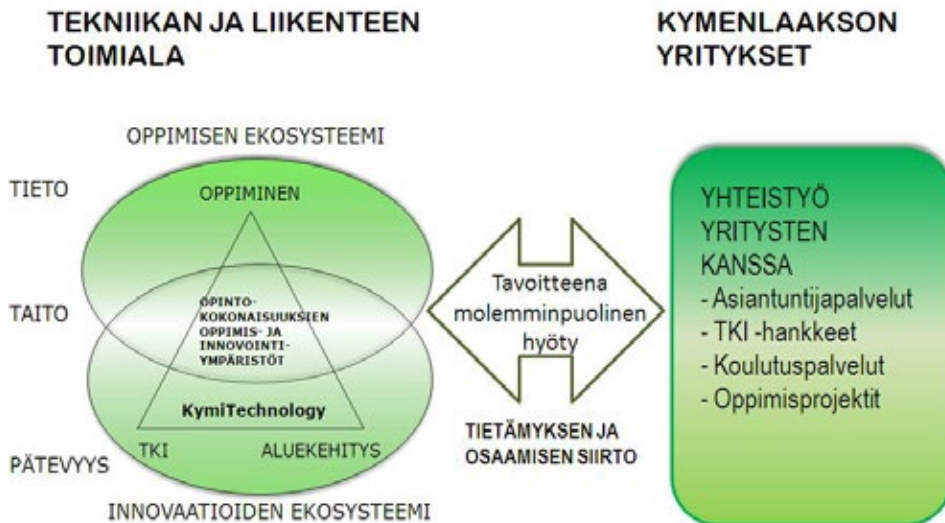 TEKNIIKAN JA LIIKENTEEN
TOIMIALA
KYMENLAAKSON
YRITYKSET
OPPIMISEN EKOSYSTEEMI
TIETO
OPPIMINEN
TAITO
OPINTO-
KOKONAISUUKSIEN
OPPIMIS- JA
INNOVOINTI-
YMPÄRISTÖT
KymiTechnology
TKI
ALUEKEHITYS
PÄTEVYYS
INNOVAATIOIDEN EKOSYSTEEMI
Tavoitteena
molemminpuolinen
hyöty
TIETÄMYKSEN JA
OSAAMISEN SIIRTO
YHTEISTYÖ
YRITYSTEN
KANSSA
- Asiantuntijapalvelut
- TKI -hankkeet
- Koulutuspalvelut
- Oppimisprojektit